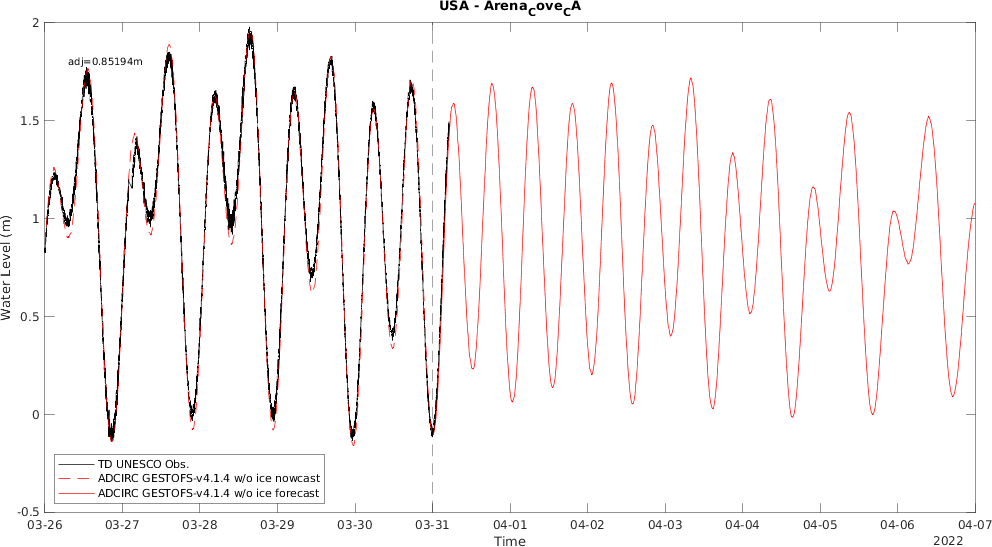 USA - ArenaCoveCA
adj=0.85194m
2
1.5
1
0.5
0
-0.5
Water Level (m)
TD UNESCO Obs.
ADCIRC GESTOFS-v4.1.4 w/o ice nowcast
ADCIRC GESTOFS-v4.1.4 w/o ice forecast
03-26 03-27 03-28 03-29 03-30 03-31 04-01 04-02 04-03 04-04 04-05 04-06 04-07
Time
2022